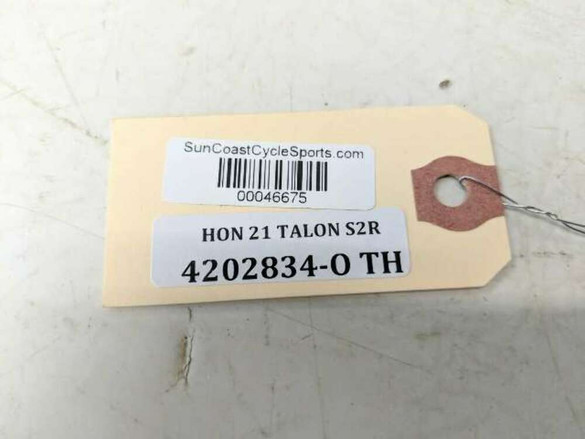 SunCoastCycleSports.com
00046675
HON 21 TALON S2R
4202834-O TH